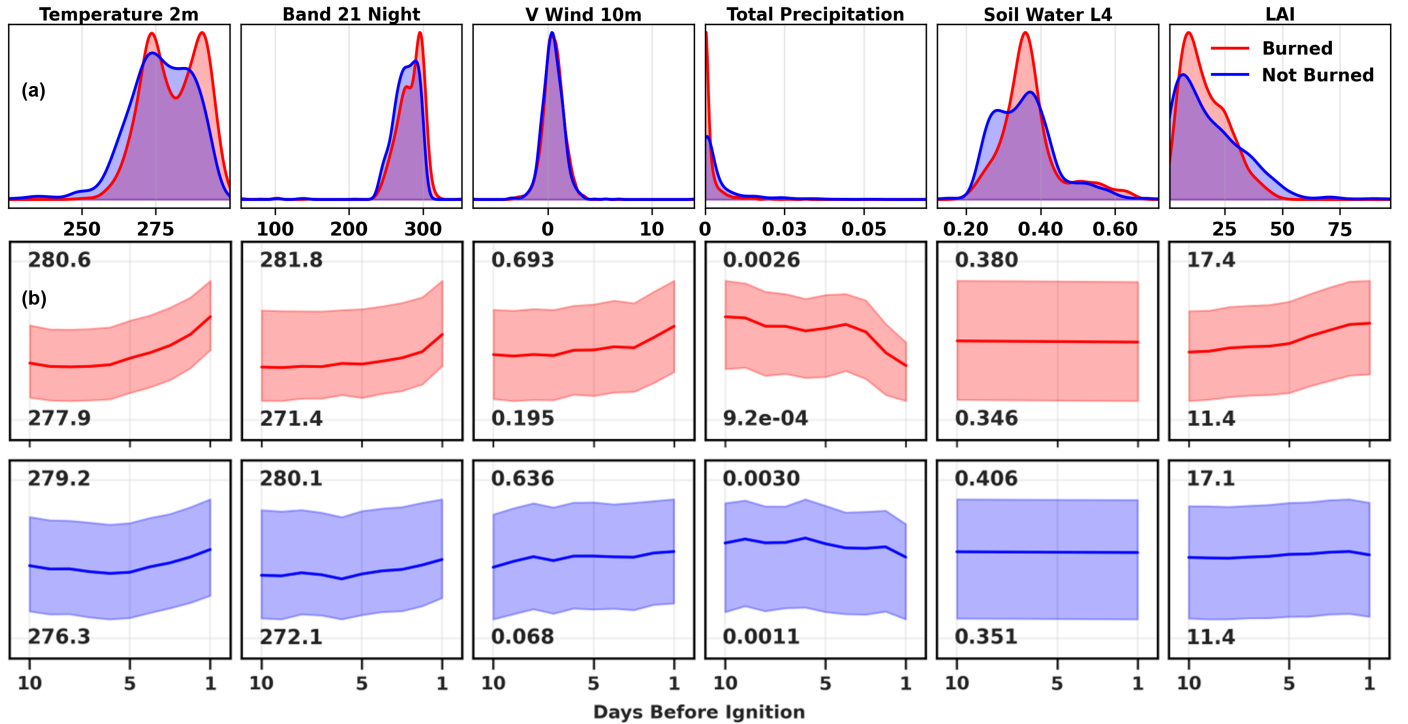 Temperature 2m Band 21 Night V Wind 10m Total Precipitation Soil Water L4 LAI
(a)
Burned
Not Burned
250 275 100 200 300 0 10 0 0.03 0.05 0.20 0.40 0.60 25 50 75
280.6 281.8 0.693 0.0026 0.380 17.4
(b)
277.9 271.4 0.195 9.2e-04 0.346 11.4
279.2 280.1 0.636 0.0030 0.406 17.1
276.3 272.1 0.068 0.0011 0.351 11.4
10 5 1 10 5 1 10 5 1 10 5 1 10 5 1 10 5 1
Days Before Ignition